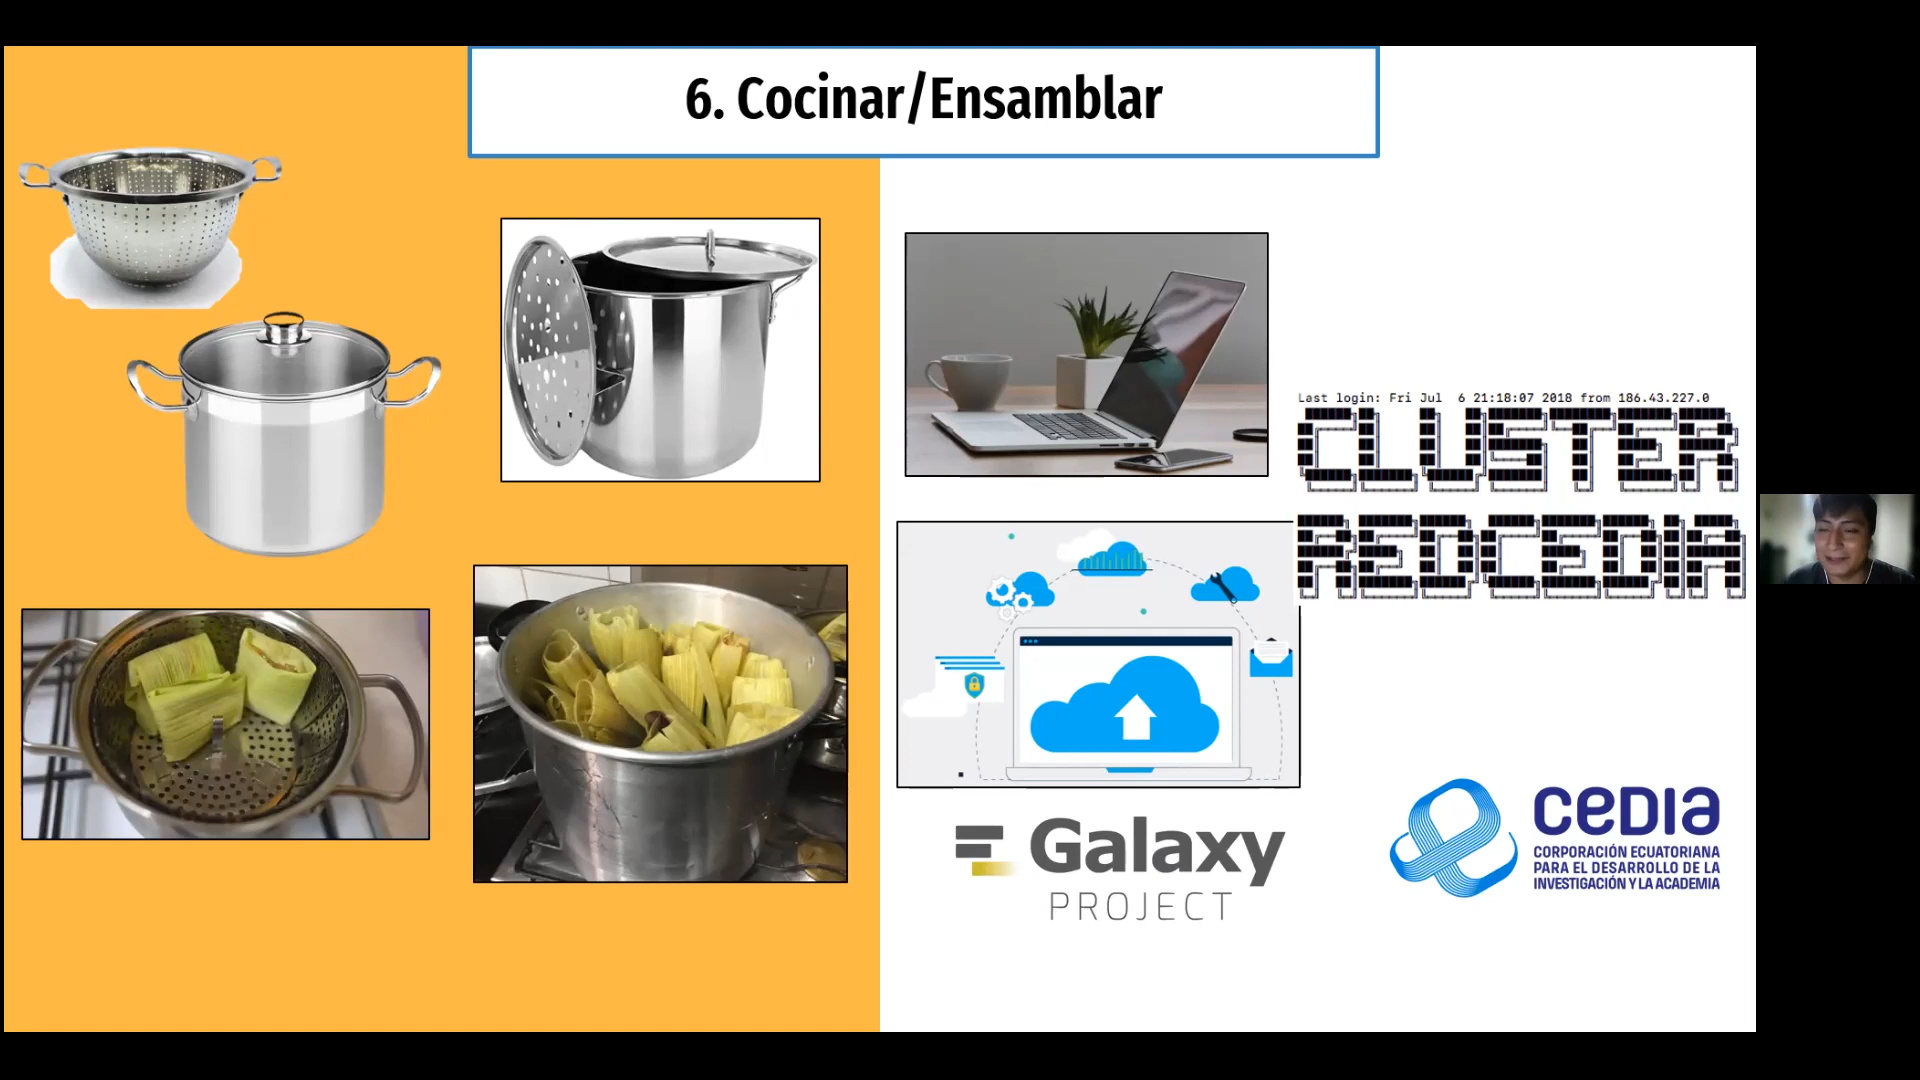 6. Cocinar/Ensamblar
Last login: Fri Jul  6 21:18:07 2018 from 186.43.227.0
CLUSTER
REDCEDIA
Galaxy
PROJECT
CEDIA
CORPORACIÓN ECUATORIANA
PARA EL DESARROLLO DE LA
INVESTIGACIÓN Y LA ACADEMIA